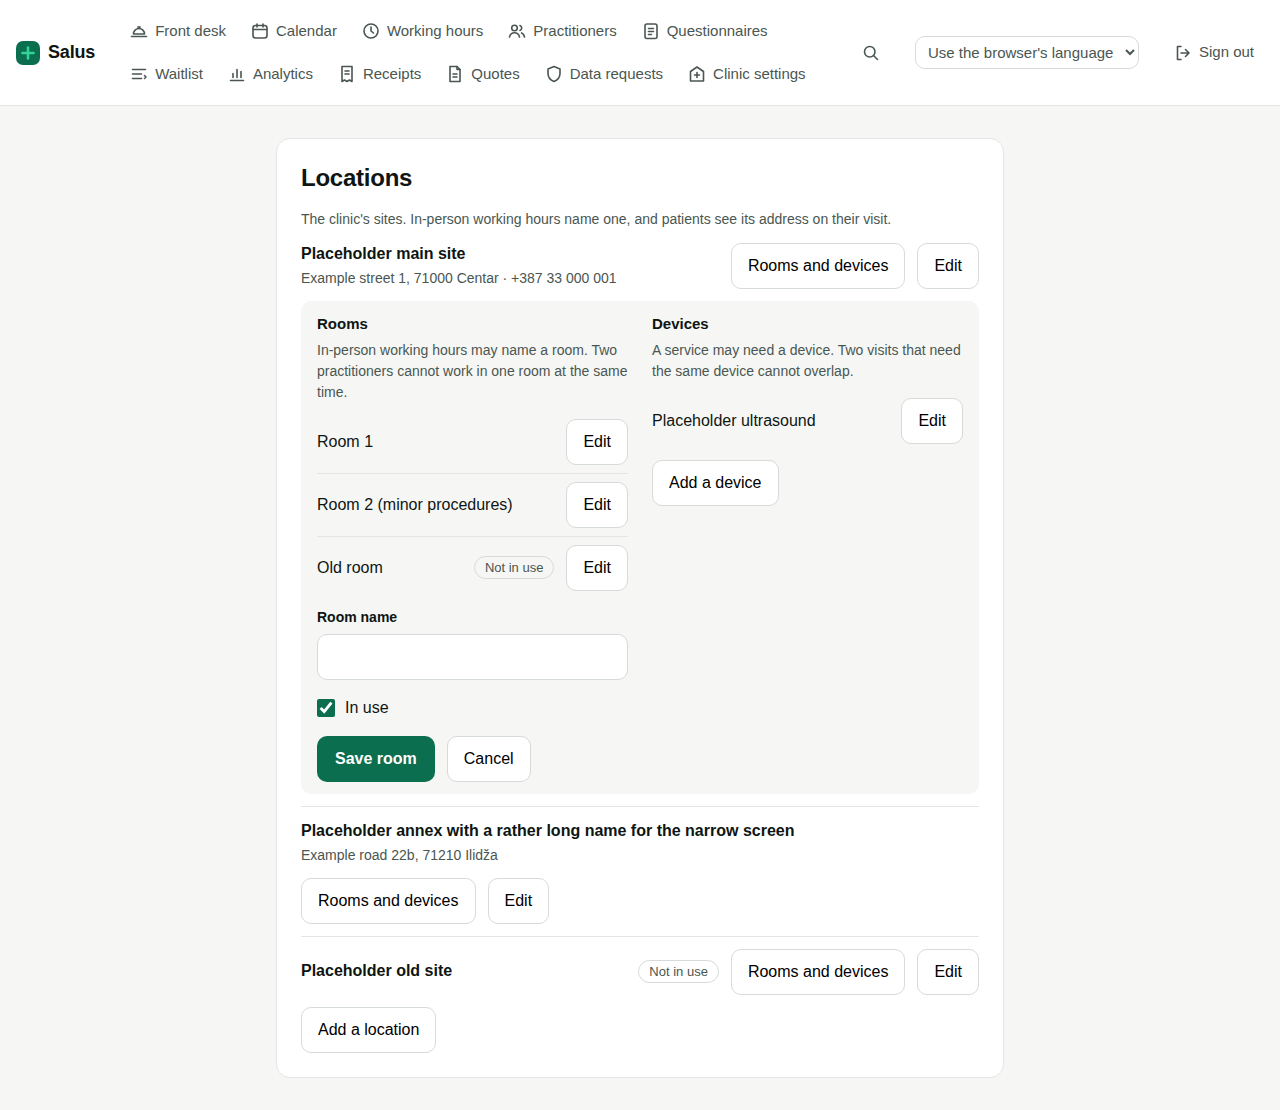 Salus
Front desk
Calendar
Working hours
Practitioners
Questionnaires
Waitlist
Analytics
Receipts
Quotes
Data requests
Clinic settings
Use the browser's language
Sign out
Locations
The clinic's sites. In-person working hours name one, and patients see its address on their visit.
Placeholder main site
Example street 1, 71000 Centar · +387 33 000 001
Rooms and devices
Edit
Rooms
In-person working hours may name a room. Two
practitioners cannot work in one room at the same
time.
Room 1
Edit
Room 2 (minor procedures)
Edit
Old room
Not in use
Edit
Room name
In use
Save room
Cancel
Devices
A service may need a device. Two visits that need
the same device cannot overlap.
Placeholder ultrasound
Edit
Add a device
Placeholder annex with a rather long name for the narrow screen
Example road 22b, 71210 Ilidža
Rooms and devices
Edit
Placeholder old site
Not in use
Rooms and devices
Edit
Add a location